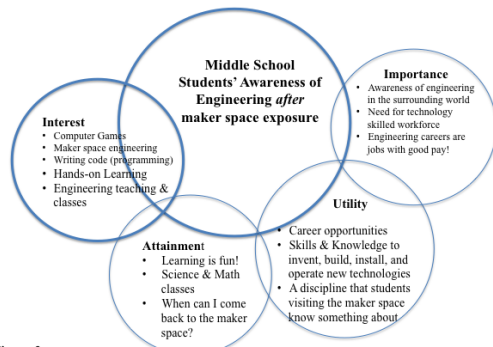 Middle School
Students' Awareness of
Engineering after
maker space exposure
Importance
• Awareness of engineering
in the surrounding world
• Need for technology
skilled workforce
• Engineering careers are
jobs with good pay!
Interest
• Computer Games
• Maker space engineering
• Writing code (programming)
• Hands-on Learning
• Engineering teaching &
classes
Utility
• Career opportunities
• Skills & Knowledge to
invent, build, install, and
operate new technologies
• A discipline that students
visiting the maker space
know something about
Attainment
• Learning is fun!
• Science & Math
classes
• When can I come
back to the maker
space?